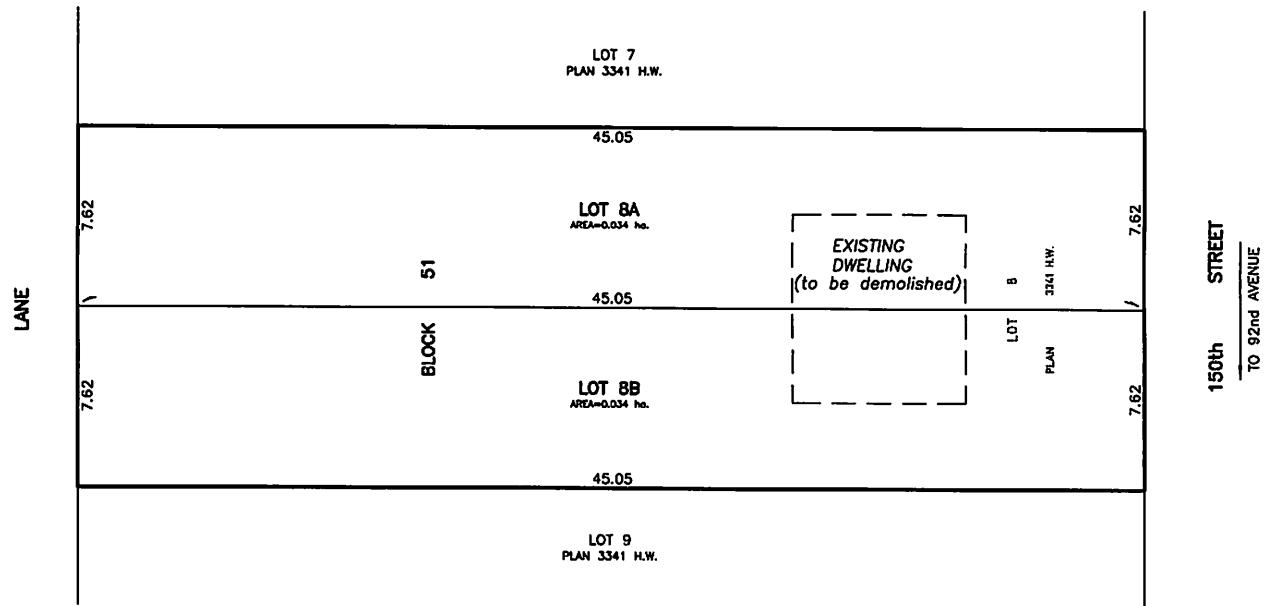 LOT 7
PLAN 3341 H.W.
45.05
7.62
LOT 8A
AREA=0.034 ha.
7.62
EXISTING
DWELLING
(to be demolished)
LANE
BLOCK 51
45.05
LOT B
PLAN 3341 H.W.
150th STREET
TO 92nd AVENUE
7.62
LOT 8B
AREA=0.034 ha.
7.62
45.05
LOT 9
PLAN 3341 H.W.